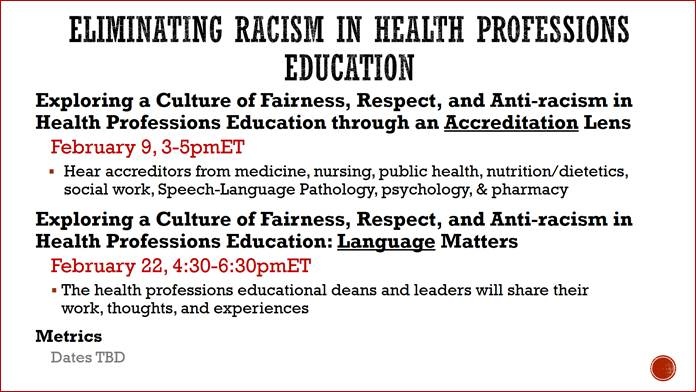 ELIMINATING RACISM IN HEALTH PROFESSIONS
EDUCATION
Exploring a Culture of Fairness, Respect, and Anti-racism in
Health Professions Education through an Accreditation Lens
February 9, 3-5pmET
▪ Hear accreditors from medicine, nursing, public health, nutrition/dietetics,
social work, Speech-Language Pathology, psychology, & pharmacy
Exploring a Culture of Fairness, Respect, and Anti-racism in
Health Professions Education: Language Matters
February 22, 4:30-6:30pmET
▪ The health professions educational deans and leaders will share their
work, thoughts, and experiences
Metrics
Dates TBD